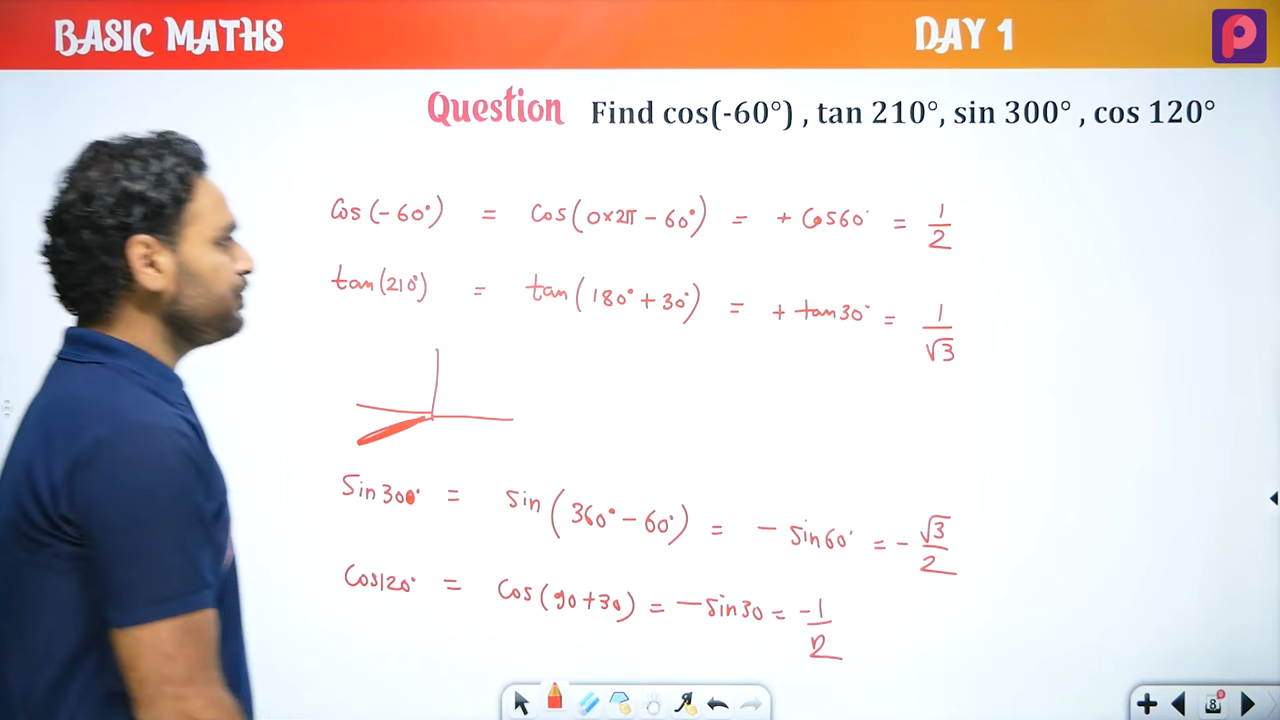 BASIC MATHS DAY 1
Question Find cos(-60°) , tan 210°, sin 300° , cos 120°
Cos(-60°) = Cos(0×2π - 60°) = + Cos60° = 1/2
tan(210°) = tan(180° + 30°) = + tan30° = 1/√3
Sin300° = sin(360° - 60°) = - sin60° = - √3/2
Cos120° = Cos(90+30) = -sin30 = -1/2
8